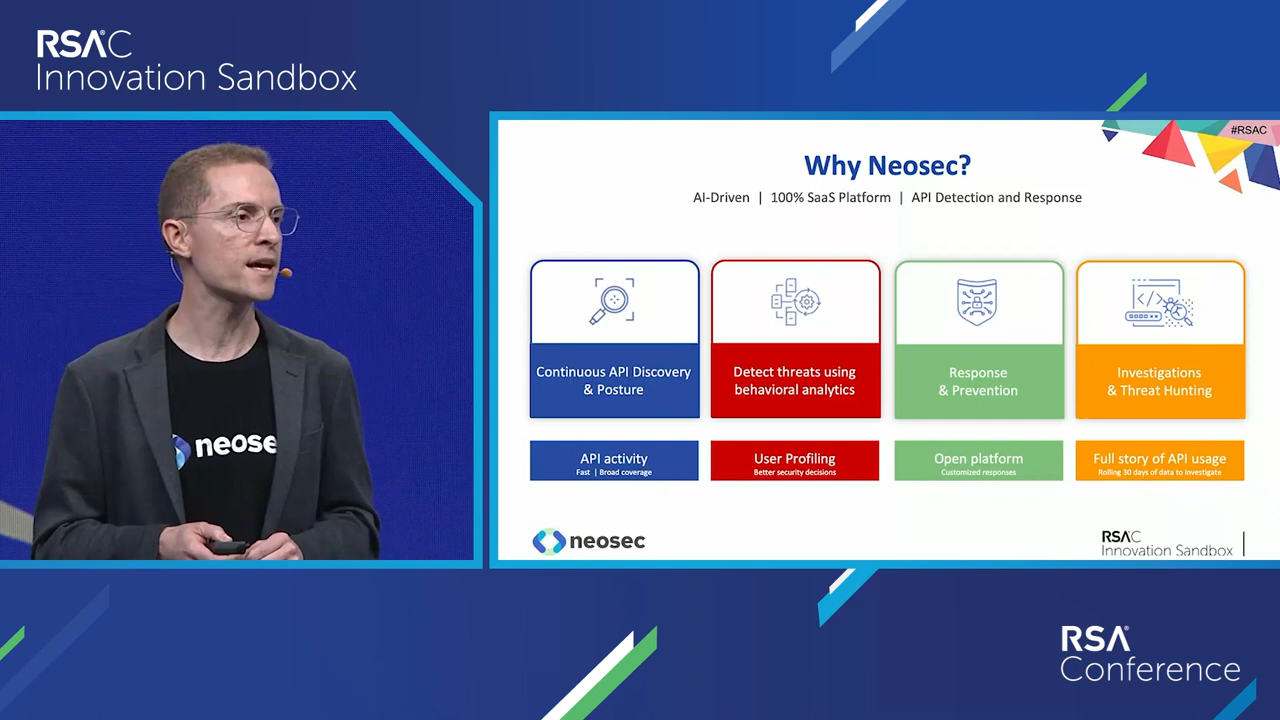 RSAC
Innovation Sandbox
#RSAC
Why Neosec?
AI-Driven | 100% SaaS Platform | API Detection and Response
Continuous API Discovery
& Posture
Detect threats using
behavioral analytics
Response
& Prevention
Investigations
& Threat Hunting
API activity
Fast | Broad coverage
User Profiling
Better security decisions
Open platform
Customized responses
Full story of API usage
Rolling 30 days of data to investigate
neosec
neosec
RSAC
Innovation Sandbox
RSA
Conference